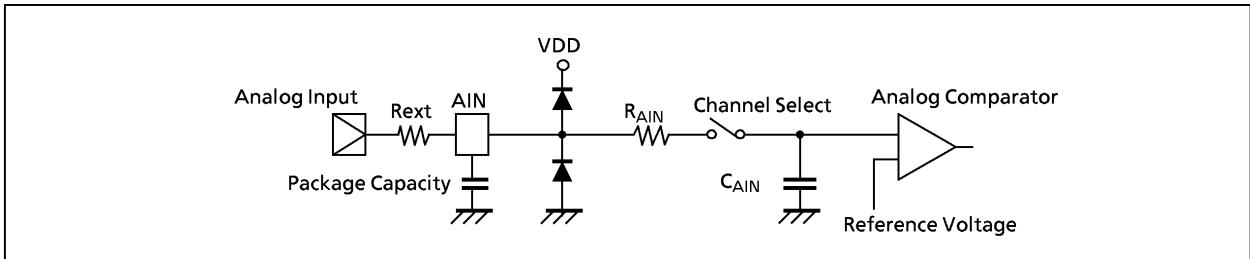 VDD
Analog Input
Rext
AIN
RAIN
Channel Select
Analog Comparator
Package Capacity
CAIN
Reference Voltage